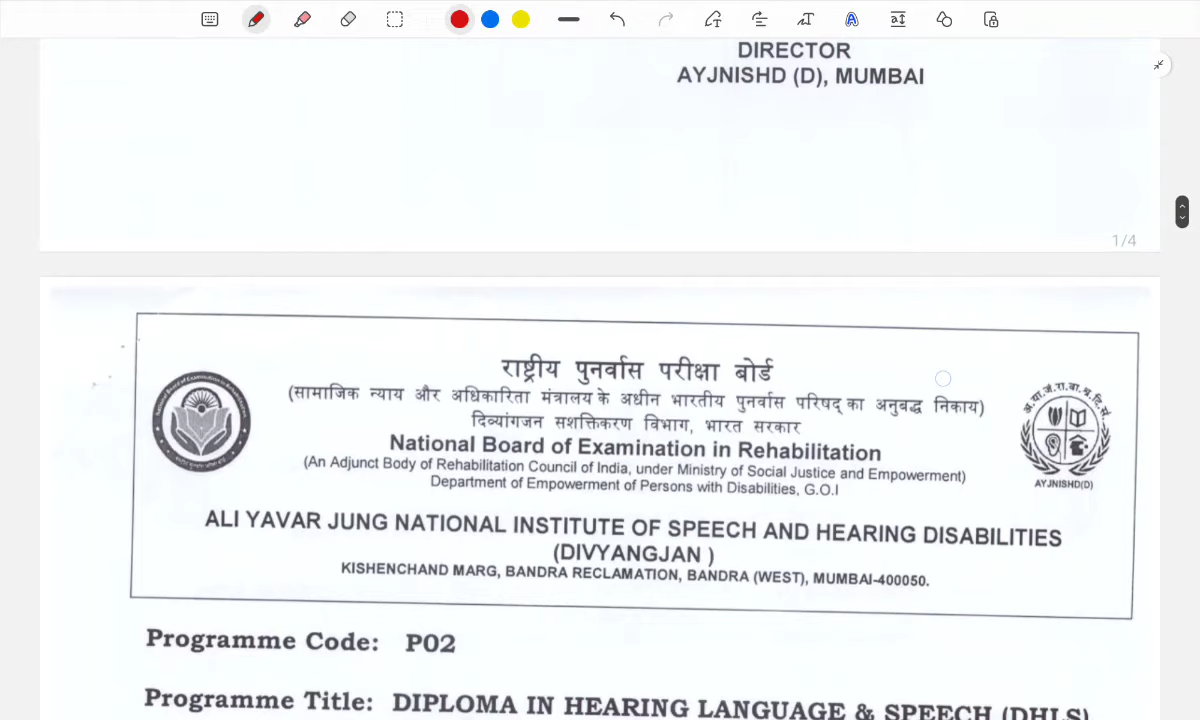 DIRECTOR
AYJNISHD (D), MUMBAI
1/4
राष्ट्रीय पुनर्वास परीक्षा बोर्ड
(सामाजिक न्याय और अधिकारिता मंत्रालय के अधीन भारतीय पुनर्वास परिषद् का अनुबद्ध निकाय)
दिव्यांगजन सशक्तिकरण विभाग, भारत सरकार
National Board of Examination in Rehabilitation
(An Adjunct Body of Rehabilitation Council of India, under Ministry of Social Justice and Empowerment)
Department of Empowerment of Persons with Disabilities, G.O.I
अ.या.जं.रा.वा.श्र.दि.सं.
AYJNISHD(D)
ALI YAVAR JUNG NATIONAL INSTITUTE OF SPEECH AND HEARING DISABILITIES
(DIVYANGJAN )
KISHENCHAND MARG, BANDRA RECLAMATION, BANDRA (WEST), MUMBAI-400050.
Programme Code: P02
Programme Title: DIPLOMA IN HEARING LANGUAGE & SPEECH (DHLS)